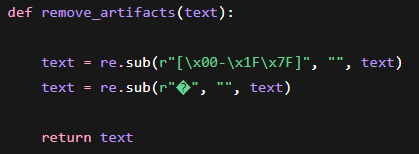 def remove_artifacts(text):
text = re.sub(r"[\x00-\x1F\x7F]", "", text)
text = re.sub(r"�", "", text)
return text